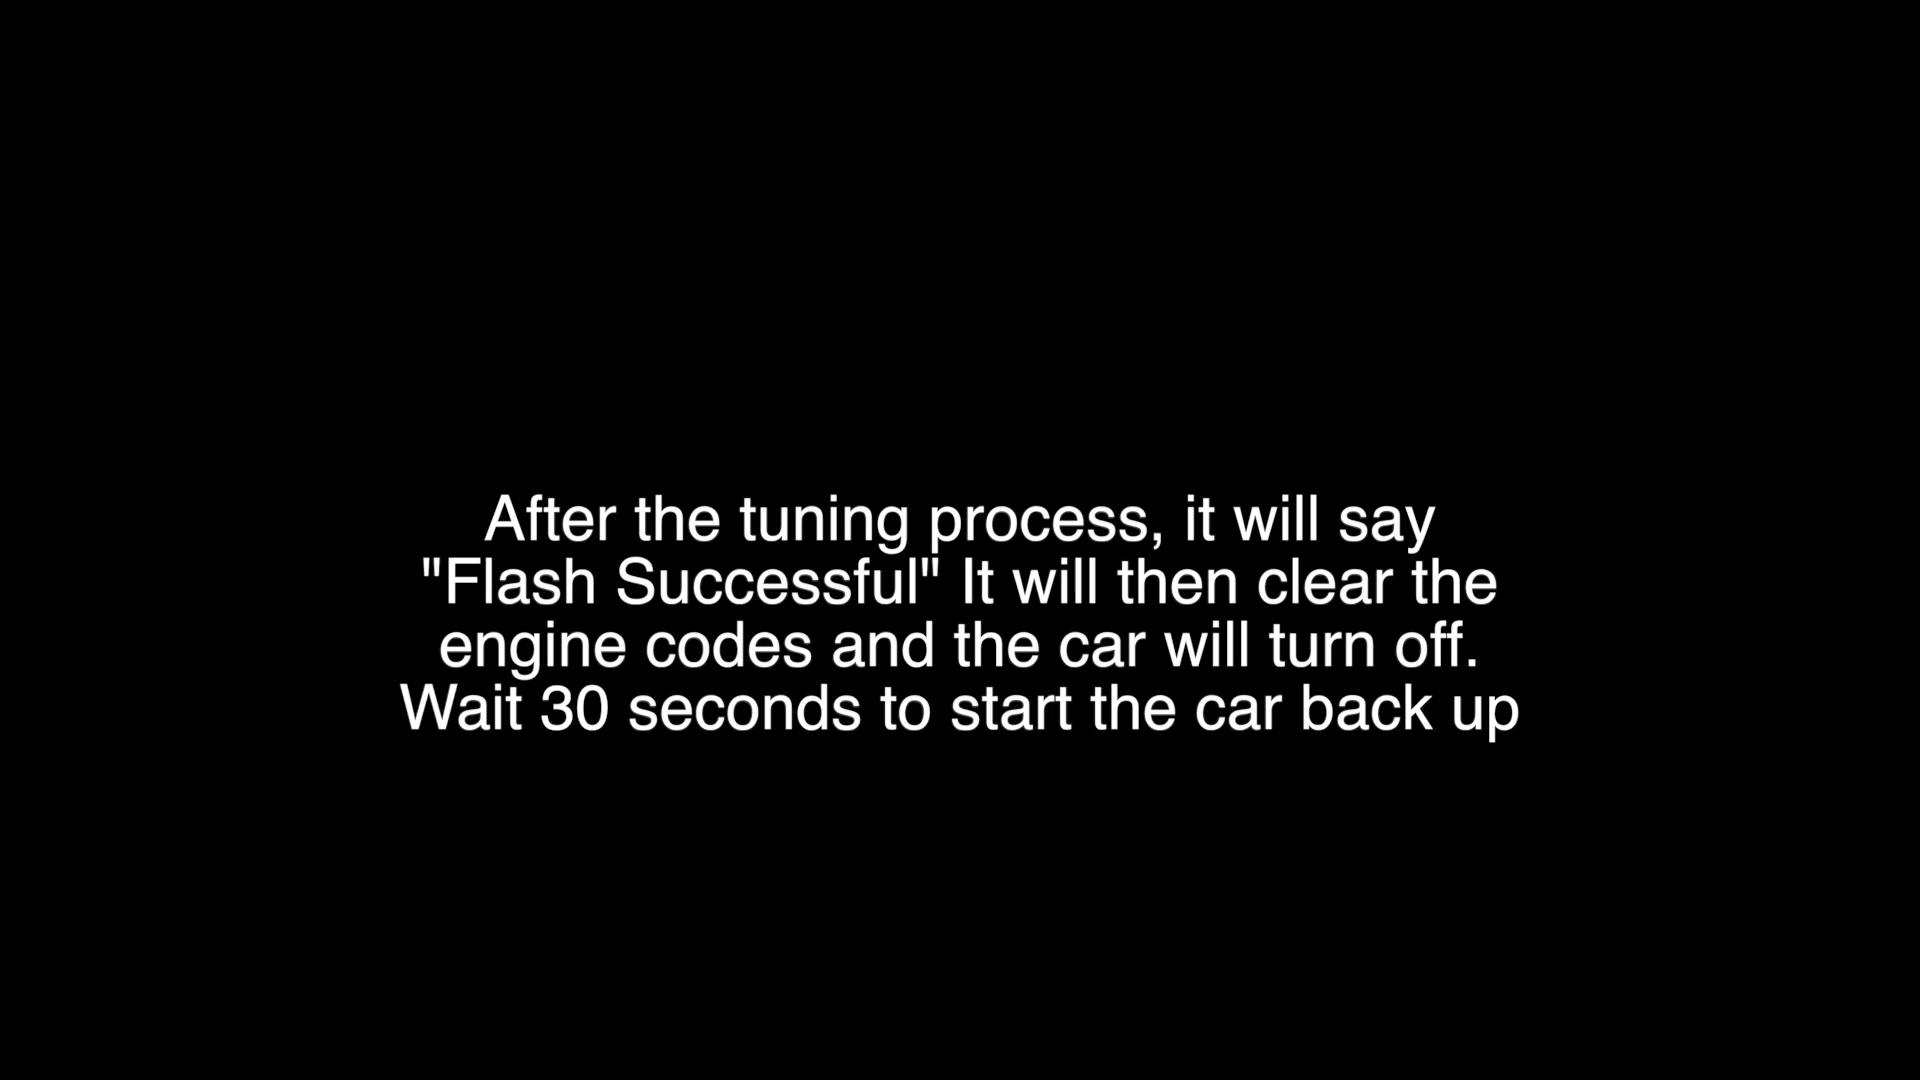 After the tuning process, it will say
"Flash Successful" It will then clear the
engine codes and the car will turn off.
Wait 30 seconds to start the car back up